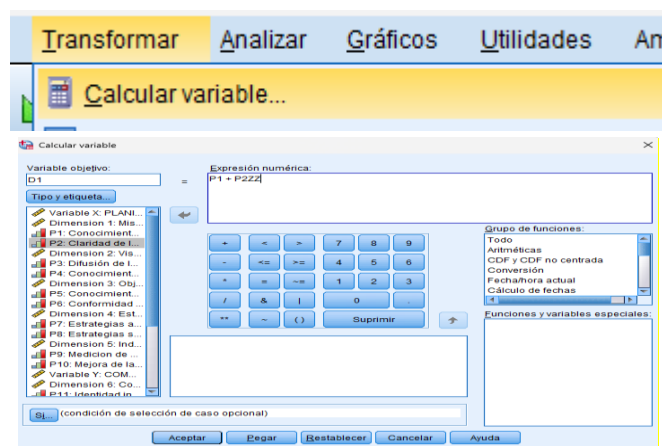 Transformar Analizar Gráficos Utilidades Am
Calcular variable...
Calcular variable
Variable objetivo:
D1
=
Expresión numérica:
P1 + P2ZZ
Tipo y etiqueta...
Variable X: PLANI...
Dimension 1: Mis...
P1: Conocimient...
P2: Claridad de l...
Dimension 2: Vis...
P3: Difusión de l...
P4: Conocimient...
Dimension 3: Obj...
P5: Conocimient...
P6: Conformidad ...
Dimension 4: Est...
P7: Estrategias a...
P8: Estrategias s...
Dimension 5: Ind...
P9: Medicion de ...
P10: Mejora de la...
Variable Y: COM...
Dimension 6: Co...
P11: Identidad in...
+ < > 7 8 9
- <= >= 4 5 6
* = ~= 1 2 3
/ & | 0 .
** ~ ( ) Suprimir
Grupo de funciones:
Todo
Aritméticas
CDF y CDF no centrada
Conversión
Fecha/hora actual
Cálculo de fechas
Funciones y variables especiales:
Si... (condición de selección de caso opcional)
Aceptar Pegar Restablecer Cancelar Ayuda